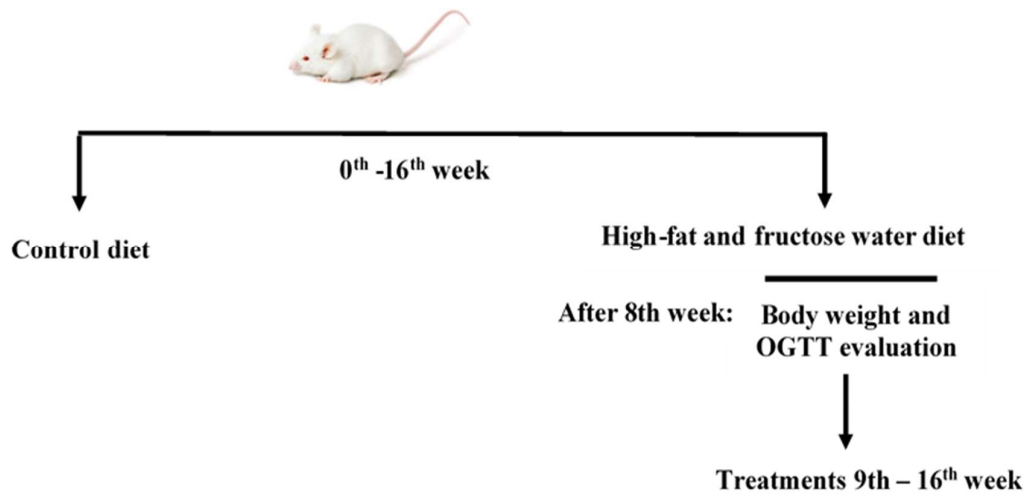 0th -16th week
Control diet
High-fat and fructose water diet
After 8th week: Body weight and
OGTT evaluation
Treatments 9th – 16th week